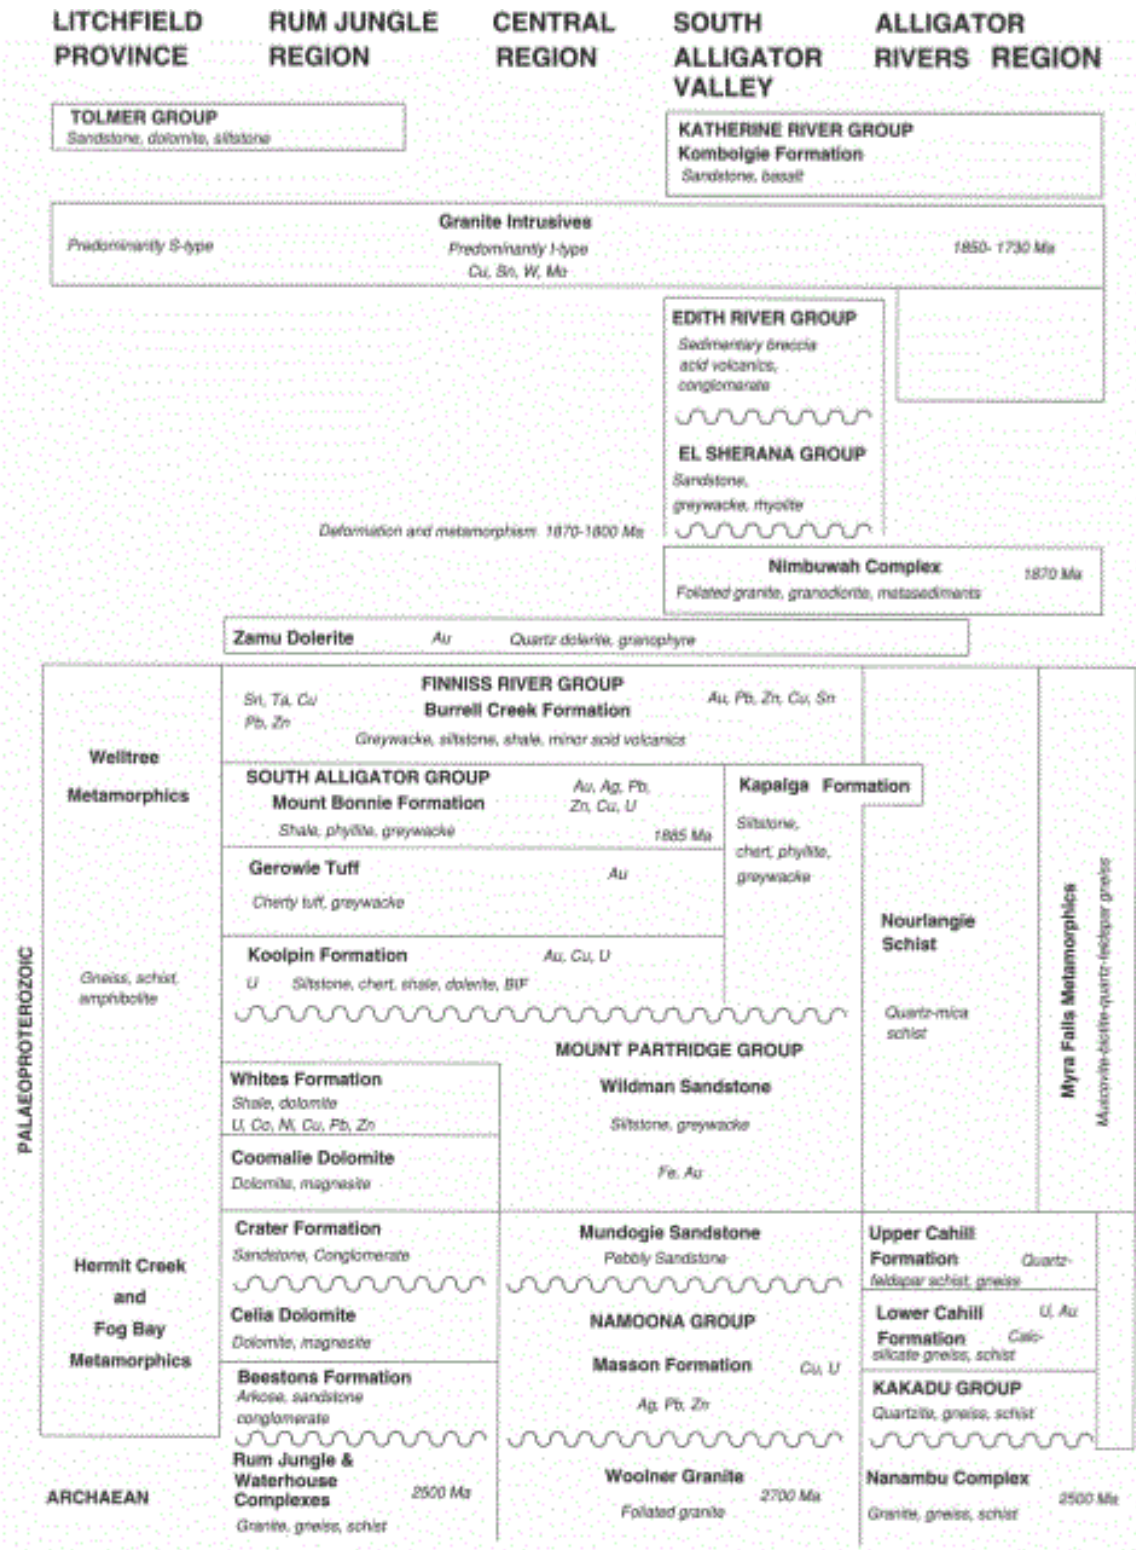 LITCHFIELD
PROVINCE
RUM JUNGLE
REGION
CENTRAL
REGION
SOUTH
ALLIGATOR
VALLEY
ALLIGATOR
RIVERS REGION
TOLMER GROUP
Sandstone, dolomite, siltstone
KATHERINE RIVER GROUP
Kombolgie Formation
Sandstone, basalt
Granite Intrusives
Predominantly S-type
Predominantly I-type
1850- 1730 Ma
Cu, Sn, W, Mo
EDITH RIVER GROUP
Sedimentary breccia
acid volcanics,
conglomerate
EL SHERANA GROUP
Sandstone,
greywacke, rhyolite
Deformation and metamorphism 1870-1800 Ma
Nimbuwah Complex
1870 Ma
Foliated granite, granodiorite, metasediments
Zamu Dolerite Au Quartz dolerite, granophyre
PALAEOPROTEROZOIC
Welltree
Metamorphics
Gneiss, schist,
amphibolite
Hermit Creek
and
Fog Bay
Metamorphics
FINNISS RIVER GROUP
Sn, Ta, Cu
Pb, Zn
Burrell Creek Formation
Au, Pb, Zn, Cu, Sn
Greywacke, siltstone, shale, minor acid volcanics
SOUTH ALLIGATOR GROUP
Mount Bonnie Formation
Au, Ag, Pb,
Zn, Cu, U
Shale, phyllite, greywacke
1885 Ma
Kapalga Formation
Siltstone,
chert, phyllite,
greywacke
Gerowie Tuff
Au
Cherty tuff, greywacke
Koolpin Formation
Au, Cu, U
U Siltstone, chert, shale, dolerite, BIF
Nourlangie
Schist
Quartz-mica
schist
Myra Falls Metamorphics
Muscovite-biotite-quartz-feldspar gneiss
MOUNT PARTRIDGE GROUP
Whites Formation
Shale, dolomite
U, Co, Ni, Cu, Pb, Zn
Wildman Sandstone
Siltstone, greywacke
Fe, Au
Coomalie Dolomite
Dolomite, magnesite
Crater Formation
Sandstone, Conglomerate
Mundogie Sandstone
Pebbly Sandstone
Upper Cahill
Formation Quartz-
feldspar schist, gneiss
Celia Dolomite
Dolomite, magnesite
NAMOONA GROUP
Masson Formation
Cu, U
Ag, Pb, Zn
Lower Cahill
U, Au
Formation Calc-
silicate gneiss, schist
Beestons Formation
Arkose, sandstone
conglomerate
KAKADU GROUP
Quartzite, gneiss, schist
ARCHAEAN
Rum Jungle &
Waterhouse
Complexes
2500 Ma
Granite, gneiss, schist
Woolner Granite
2700 Ma
Foliated granite
Nanambu Complex
2500 Ma
Granite, gneiss, schist